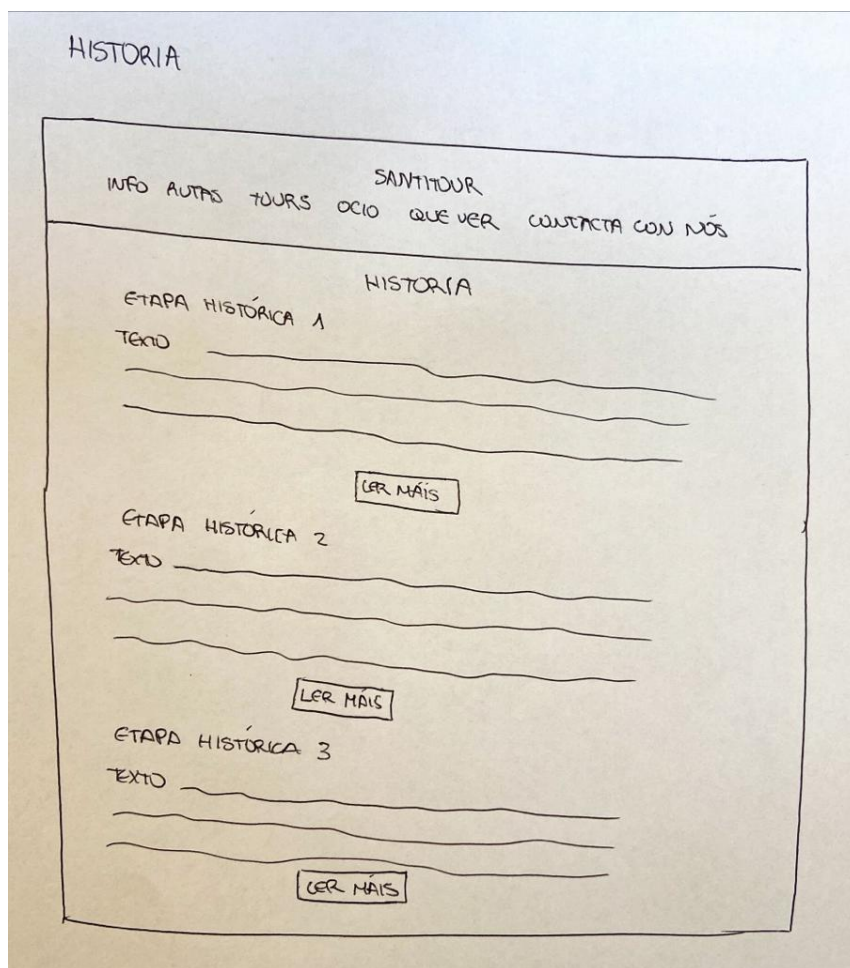 HISTORIA
SANTITOUR
INFO RUTAS TOURS OCIO QUE VER CONTACTA CON NÓS
HISTORIA
ETAPA HISTÓRICA 1
TEXTO
LER MÁIS
ETAPA HISTÓRICA 2
TEXTO
LER MÁIS
ETAPA HISTÓRICA 3
TEXTO
LER MÁIS